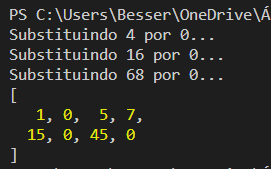 PS C:\Users\Besser\OneDrive\Á
Substituindo 4 por 0...
Substituindo 16 por 0...
Substituindo 68 por 0...
[
1, 0, 5, 7,
15, 0, 45, 0
]